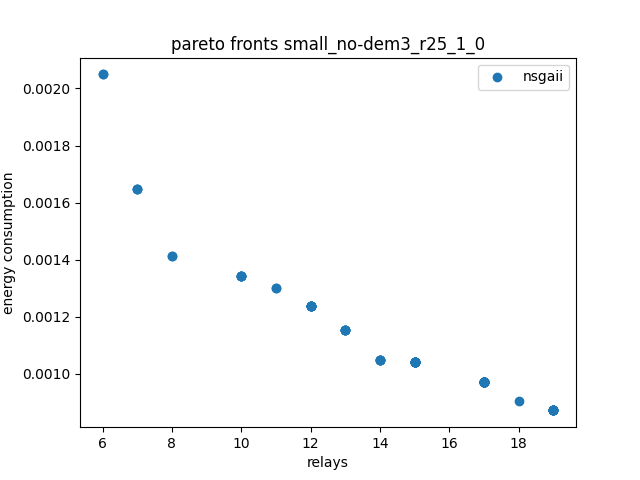 pareto fronts small_no-dem3_r25_1_0
nsgaii
0.0020
0.0018
0.0016
0.0014
0.0012
0.0010
energy consumption
6 8 10 12 14 16 18
relays